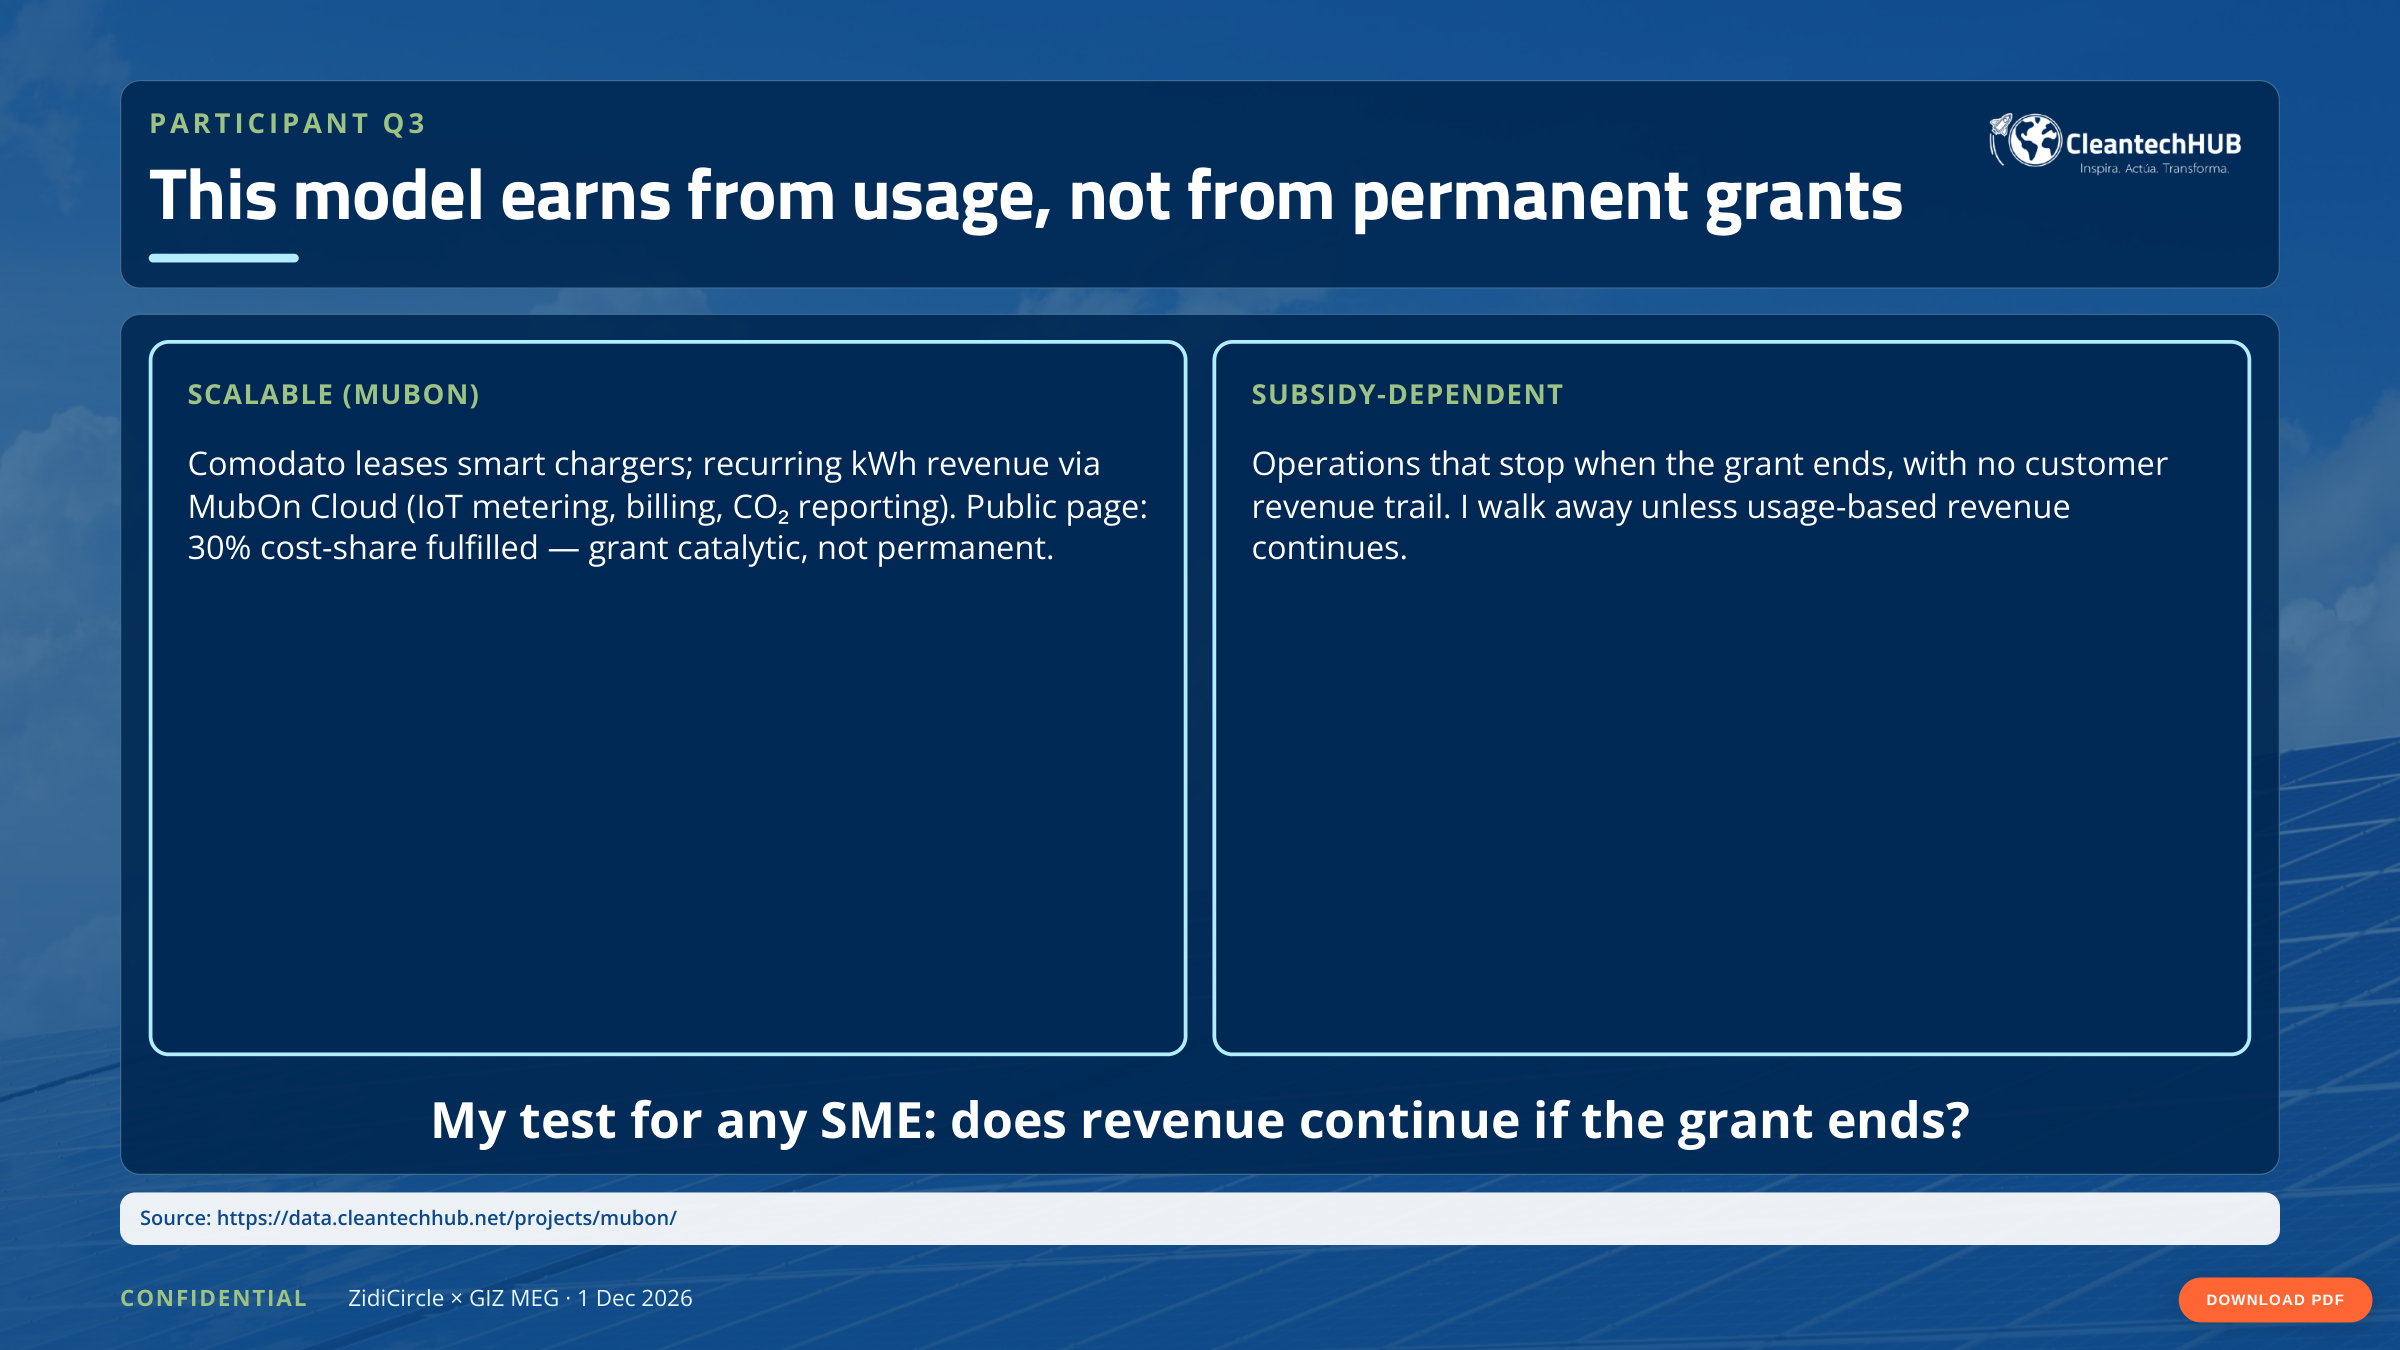 PARTICIPANT Q3
This model earns from usage, not from permanent grants
CleantechHUB
Inspira. Actúa. Transforma.
SCALABLE (MUBON)
Comodato leases smart chargers; recurring kWh revenue via
MubOn Cloud (IoT metering, billing, CO₂ reporting). Public page:
30% cost-share fulfilled — grant catalytic, not permanent.
SUBSIDY-DEPENDENT
Operations that stop when the grant ends, with no customer
revenue trail. I walk away unless usage-based revenue
continues.
My test for any SME: does revenue continue if the grant ends?
Source: https://data.cleantechhub.net/projects/mubon/
CONFIDENTIAL ZidiCircle × GIZ MEG · 1 Dec 2026
DOWNLOAD PDF